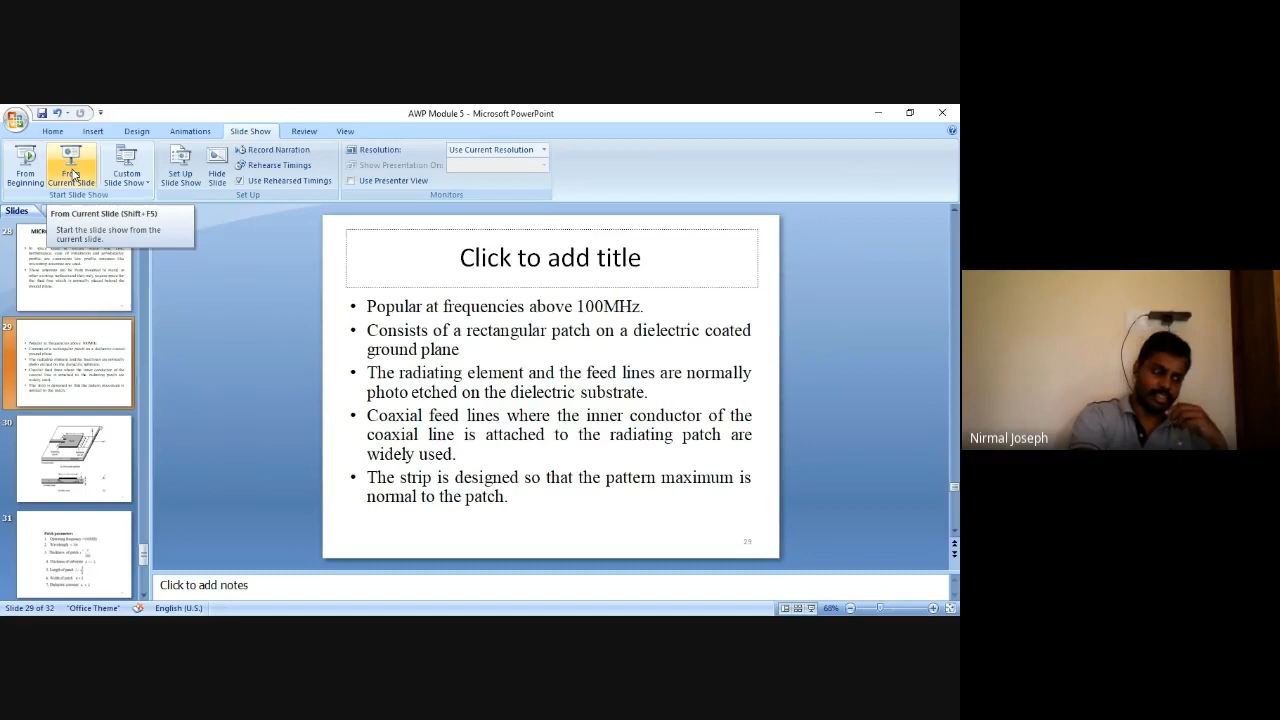 AWP Module 5 - Microsoft PowerPoint
Home Insert Design Animations Slide Show Review View
From Beginning
From Current Slide
Custom Slide Show
Start Slide Show
Set Up Slide Show
Hide Slide
Record Narration
Rehearse Timings
Use Rehearsed Timings
Set Up
Resolution: Use Current Resolution
Show Presentation On:
Use Presenter View
Monitors
Slides
From Current Slide (Shift+F5)
Start the slide show from the
current slide.
28
29
30
31
Click to add title
• Popular at frequencies above 100MHz.
• Consists of a rectangular patch on a dielectric coated
ground plane
• The radiating element and the feed lines are normally
photo etched on the dielectric substrate.
• Coaxial feed lines where the inner conductor of the
coaxial line is attached to the radiating patch are
widely used.
• The strip is designed so that the pattern maximum is
normal to the patch.
29
Click to add notes
Slide 29 of 32 "Office Theme" English (U.S.) 68%
Nirmal Joseph